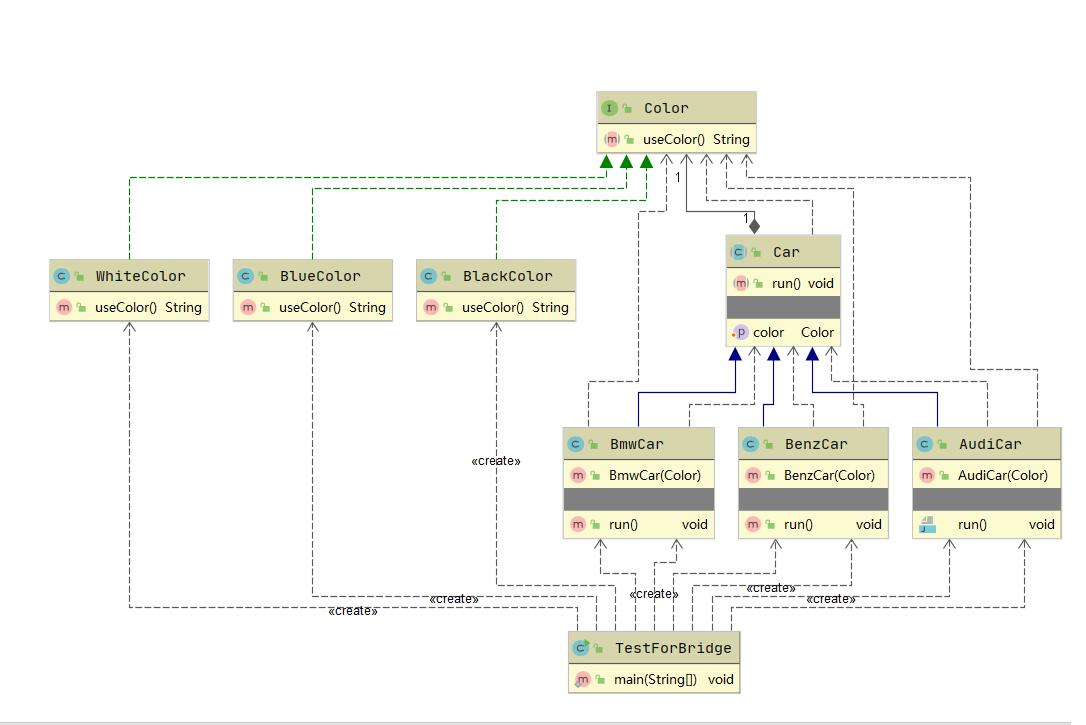 Color
useColor() String
1
1
Car
run() void
color Color
WhiteColor
useColor() String
BlueColor
useColor() String
BlackColor
useColor() String
BmwCar
BmwCar(Color)
run() void
BenzCar
BenzCar(Color)
run() void
AudiCar
AudiCar(Color)
run() void
«create»
«create»
«create»
«create»
«create»
«create»
TestForBridge
main(String[]) void